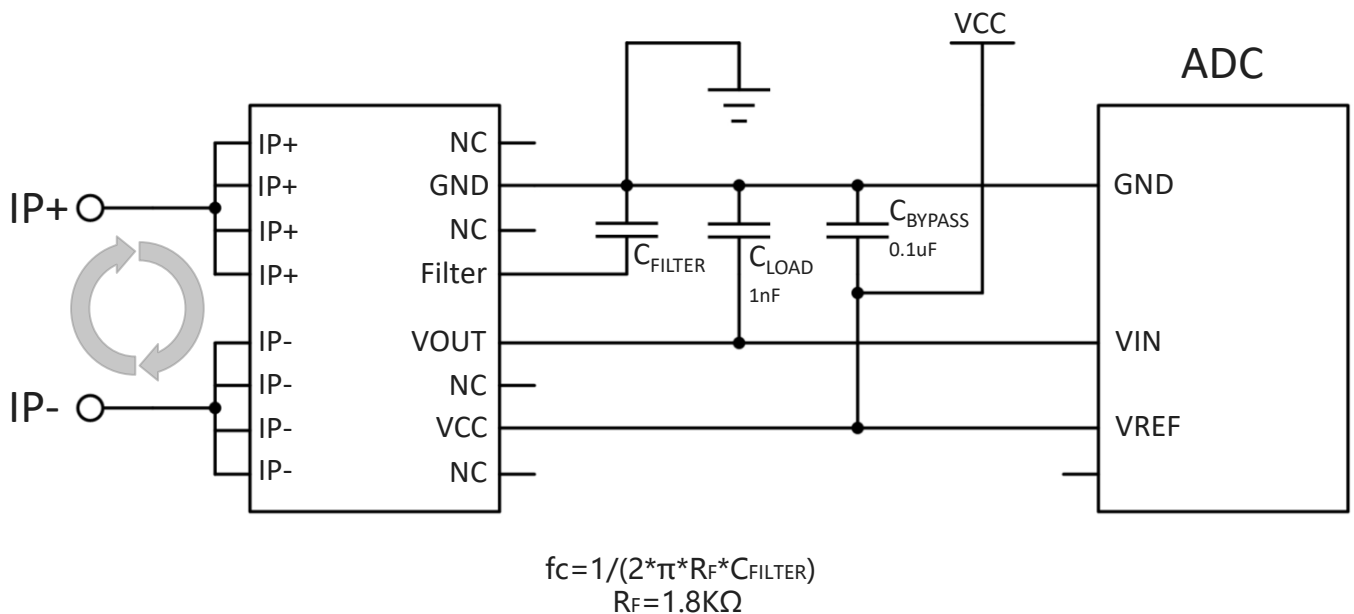 VCC
ADC
IP+
IP+
IP+
IP+
IP+
IP-
IP-
IP-
IP-
IP-
NC
GND
NC
Filter
VOUT
NC
VCC
NC
CFILTER
CLOAD
1nF
CBYPASS
0.1uF
GND
VIN
VREF
fc=1/(2*π*RF*CFILTER)
RF=1.8KΩ